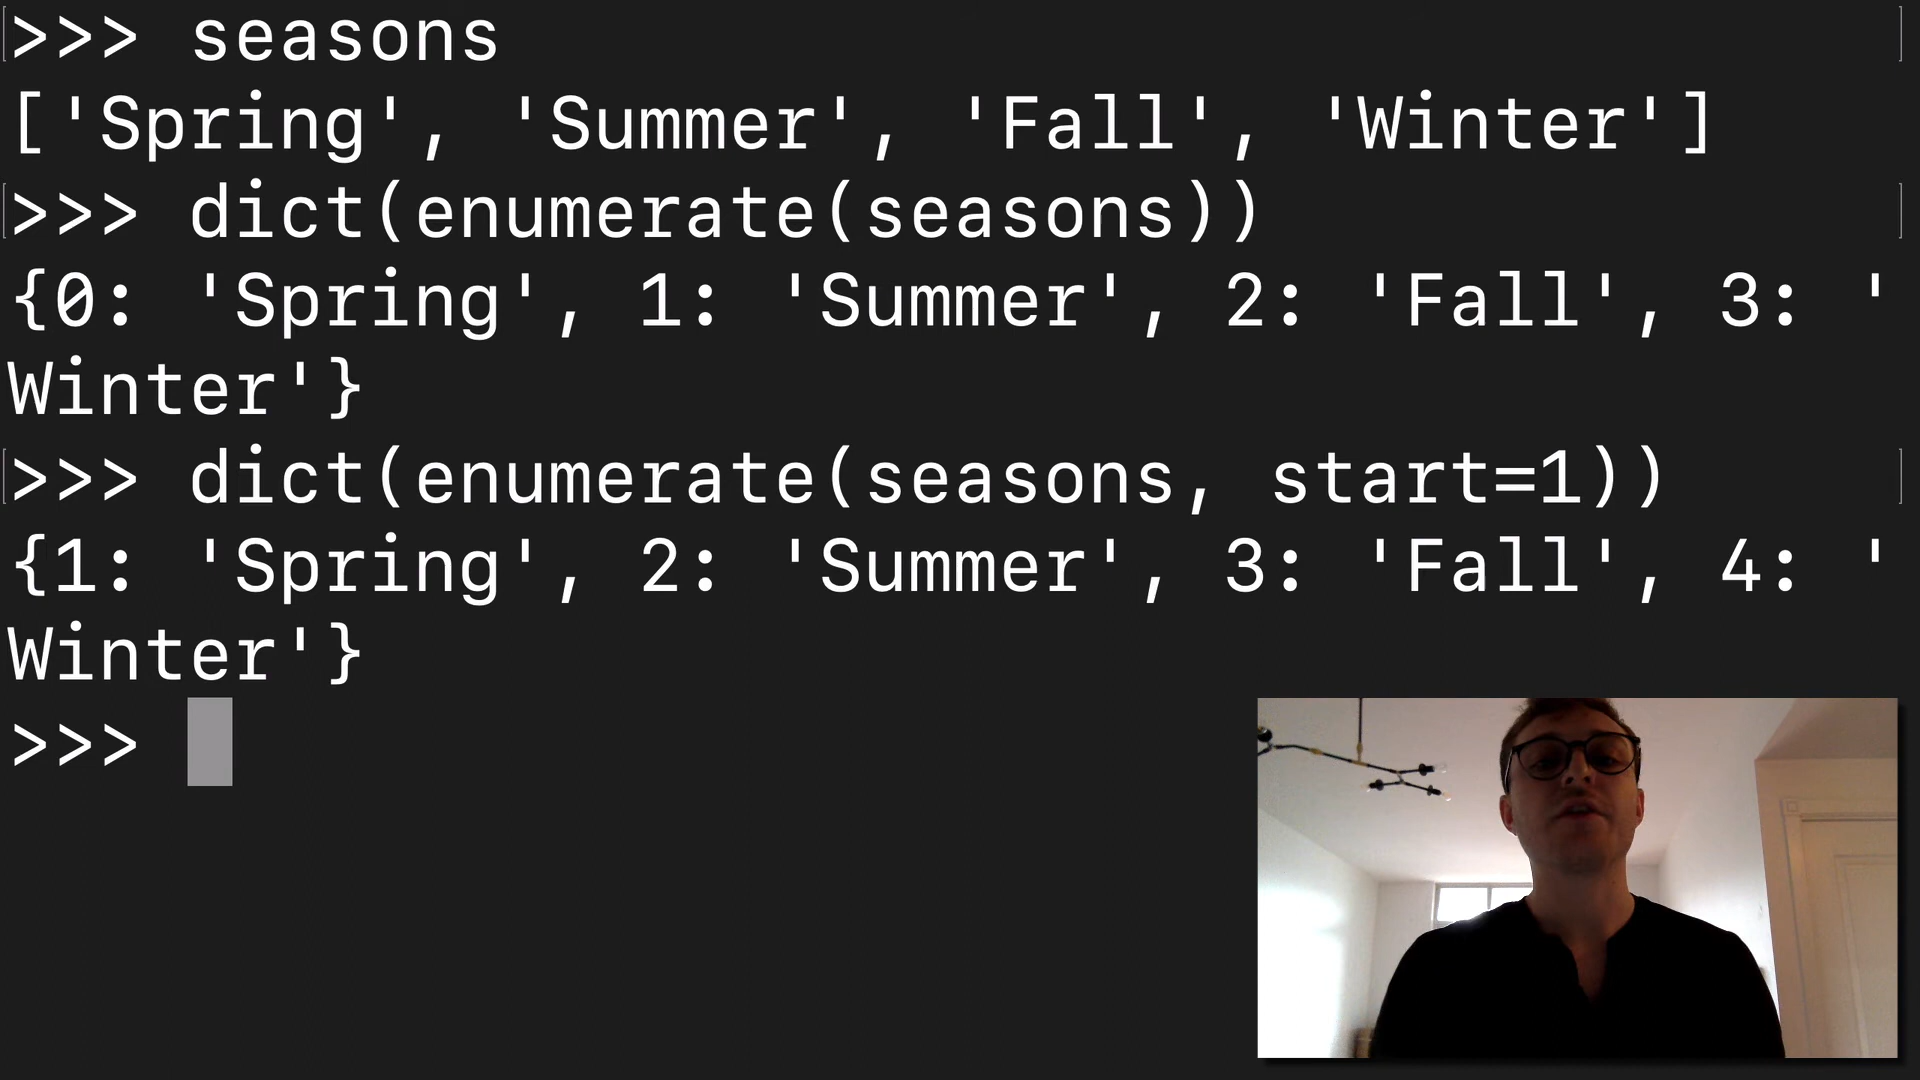 >>> seasons
['Spring', 'Summer', 'Fall', 'Winter']
>>> dict(enumerate(seasons))
{0: 'Spring', 1: 'Summer', 2: 'Fall', 3: '
Winter'}
>>> dict(enumerate(seasons, start=1))
{1: 'Spring', 2: 'Summer', 3: 'Fall', 4: '
Winter'}
>>>